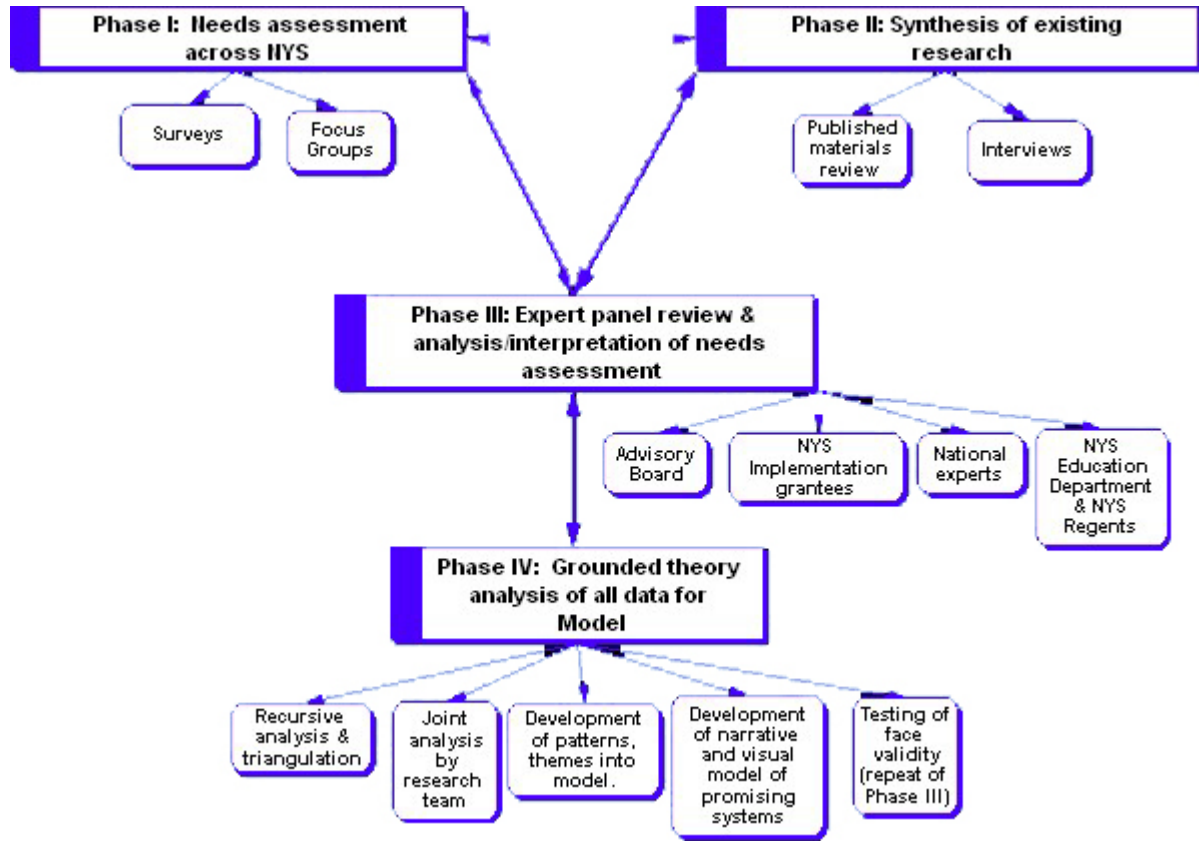 Phase I:  Needs assessment
across NYS
Phase II: Synthesis of existing
research
Surveys
Focus
Groups
Published
materials
review
Interviews
Phase III: Expert panel review &
analysis/interpretation of needs
assessment
Advisory
Board
NYS
Implementation
grantees
National
experts
NYS
Education
Department
& NYS
Regents
Phase IV:  Grounded theory
analysis of all data for
Model
Recursive
analysis &
triangulation
Joint
analysis
by
research
team
Development
of patterns,
themes into
model.
Development
of narrative
and visual
model of
promising
systems
Testing of
face
validity
(repeat of
Phase III)